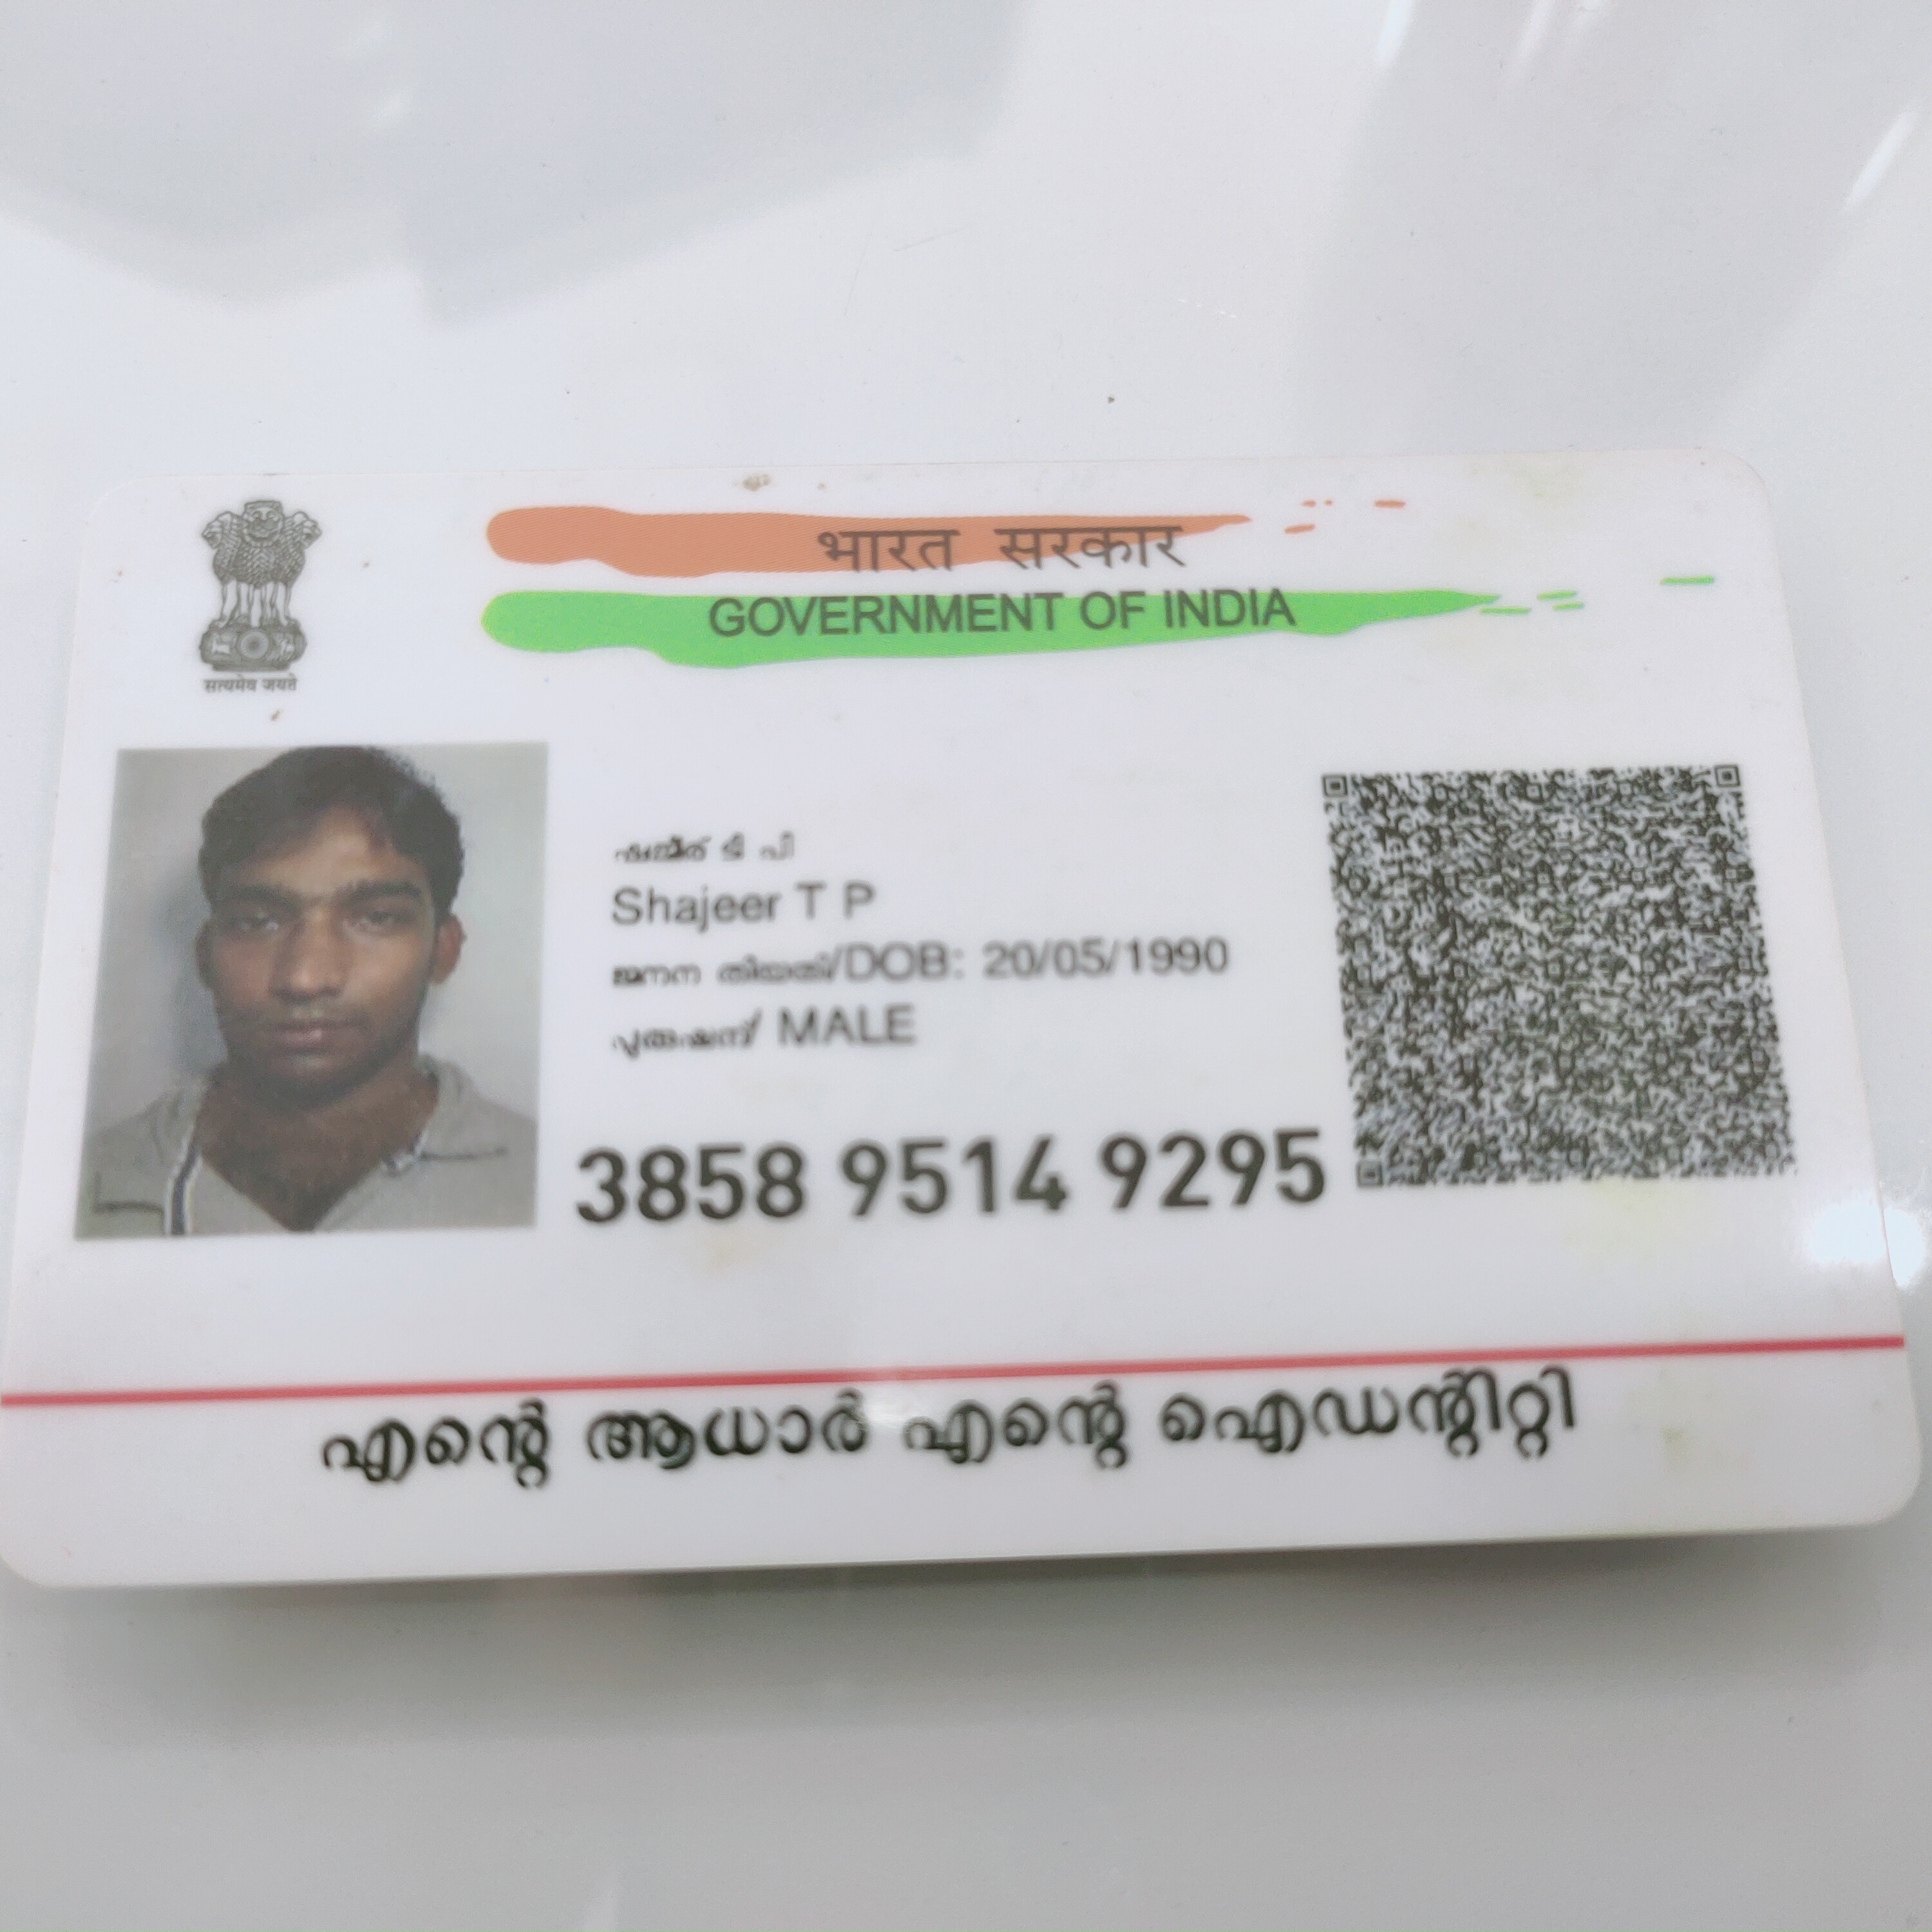 भारत सरकार
GOVERNMENT OF INDIA
सत्यमेव जयते
ഷജീർ ടി പി
Shajeer T P
ജനന തിയതി/DOB: 20/05/1990
പുരുഷന്‍/ MALE
3858 9514 9295
എന്റെ ആധാർ എന്റെ ഐഡന്റിറ്റി